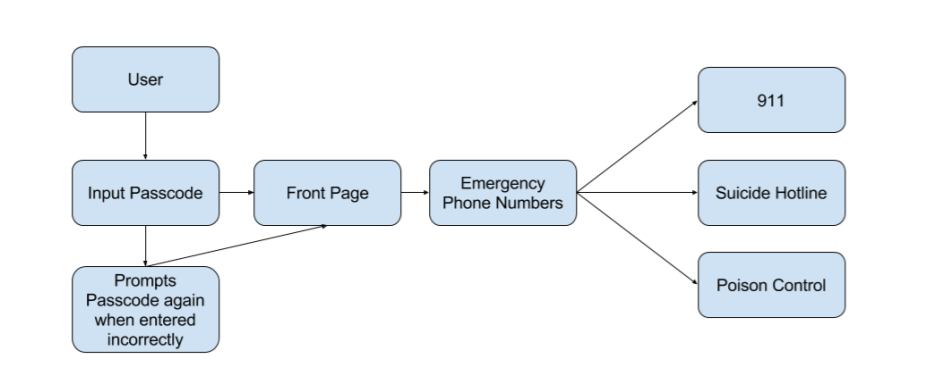 User
911
Input Passcode
Front Page
Emergency
Phone Numbers
Suicide Hotline
Prompts
Passcode again
when entered
incorrectly
Poison Control